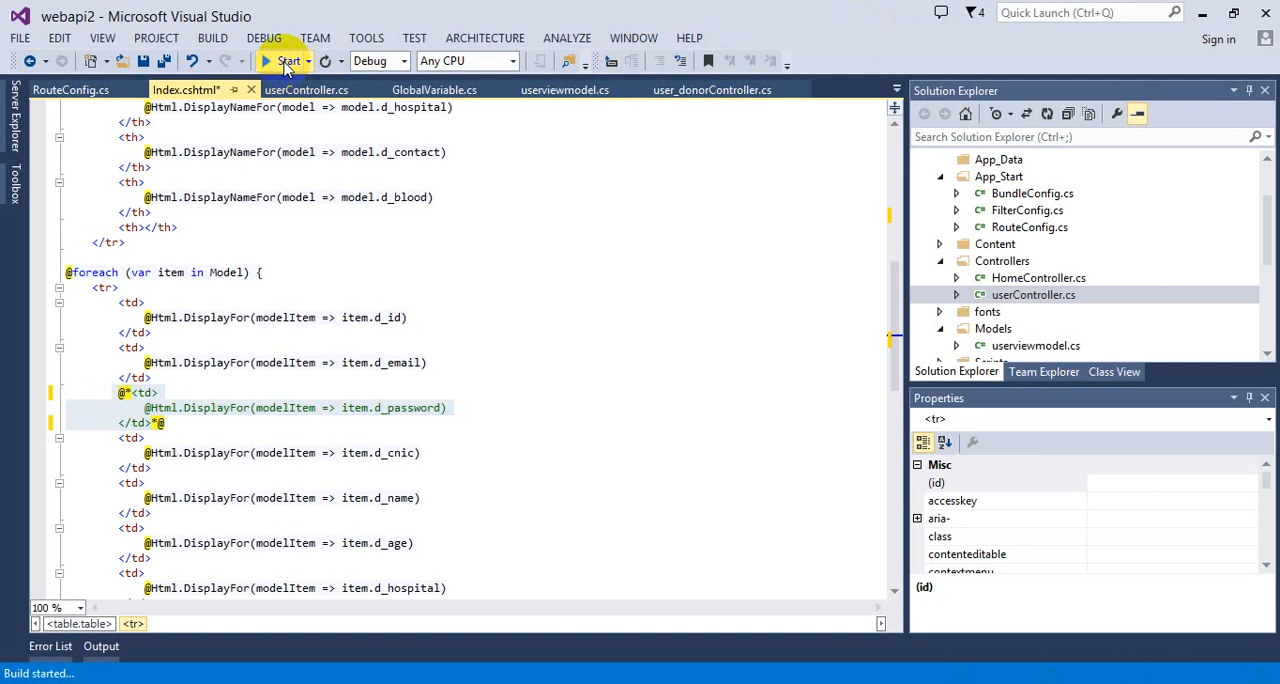 webapi2 - Microsoft Visual Studio
4
Quick Launch (Ctrl+Q)
FILE EDIT VIEW PROJECT BUILD DEBUG TEAM TOOLS TEST ARCHITECTURE ANALYZE WINDOW HELP
Sign in
Start Debug Any CPU
RouteConfig.cs Index.cshtml* userController.cs GlobalVariable.cs userviewmodel.cs user_donorController.cs
Server Explorer
Toolbox
@Html.DisplayNameFor(model => model.d_hospital)
</th>
<th>
@Html.DisplayNameFor(model => model.d_contact)
</th>
<th>
@Html.DisplayNameFor(model => model.d_blood)
</th>
<th></th>
</tr>
@foreach (var item in Model) {
<tr>
<td>
@Html.DisplayFor(modelItem => item.d_id)
</td>
<td>
@Html.DisplayFor(modelItem => item.d_email)
</td>
@*<td>
@Html.DisplayFor(modelItem => item.d_password)
</td>*@
<td>
@Html.DisplayFor(modelItem => item.d_cnic)
</td>
<td>
@Html.DisplayFor(modelItem => item.d_name)
</td>
<td>
@Html.DisplayFor(modelItem => item.d_age)
</td>
<td>
@Html.DisplayFor(modelItem => item.d_hospital)
100 %
<table.table> <tr>
Error List Output
Build started...
Solution Explorer
Search Solution Explorer (Ctrl+;)
App_Data
App_Start
BundleConfig.cs
FilterConfig.cs
RouteConfig.cs
Content
Controllers
HomeController.cs
userController.cs
fonts
Models
userviewmodel.cs
Solution Explorer Team Explorer Class View
Properties
<tr>
Misc
(id)
accesskey
aria-
class
contenteditable
contextmenu
(id)